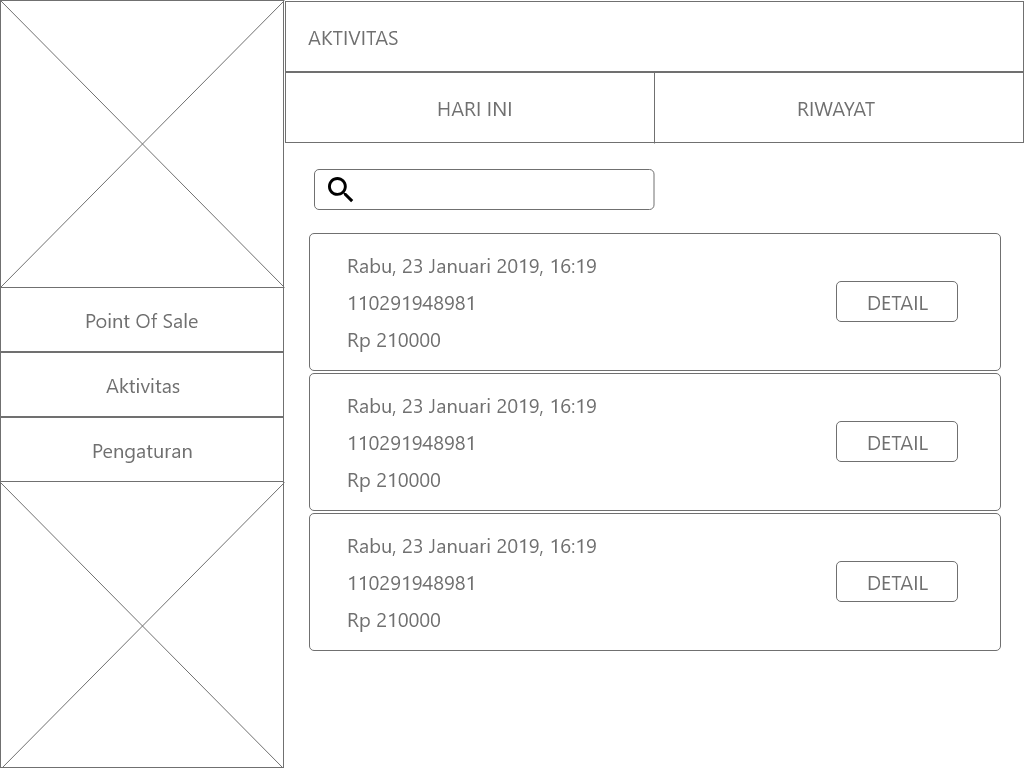 AKTIVITAS
HARI INI
RIWAYAT
Point Of Sale
Aktivitas
Pengaturan
Rabu, 23 Januari 2019, 16:19
110291948981
Rp 210000
DETAIL
Rabu, 23 Januari 2019, 16:19
110291948981
Rp 210000
DETAIL
Rabu, 23 Januari 2019, 16:19
110291948981
Rp 210000
DETAIL